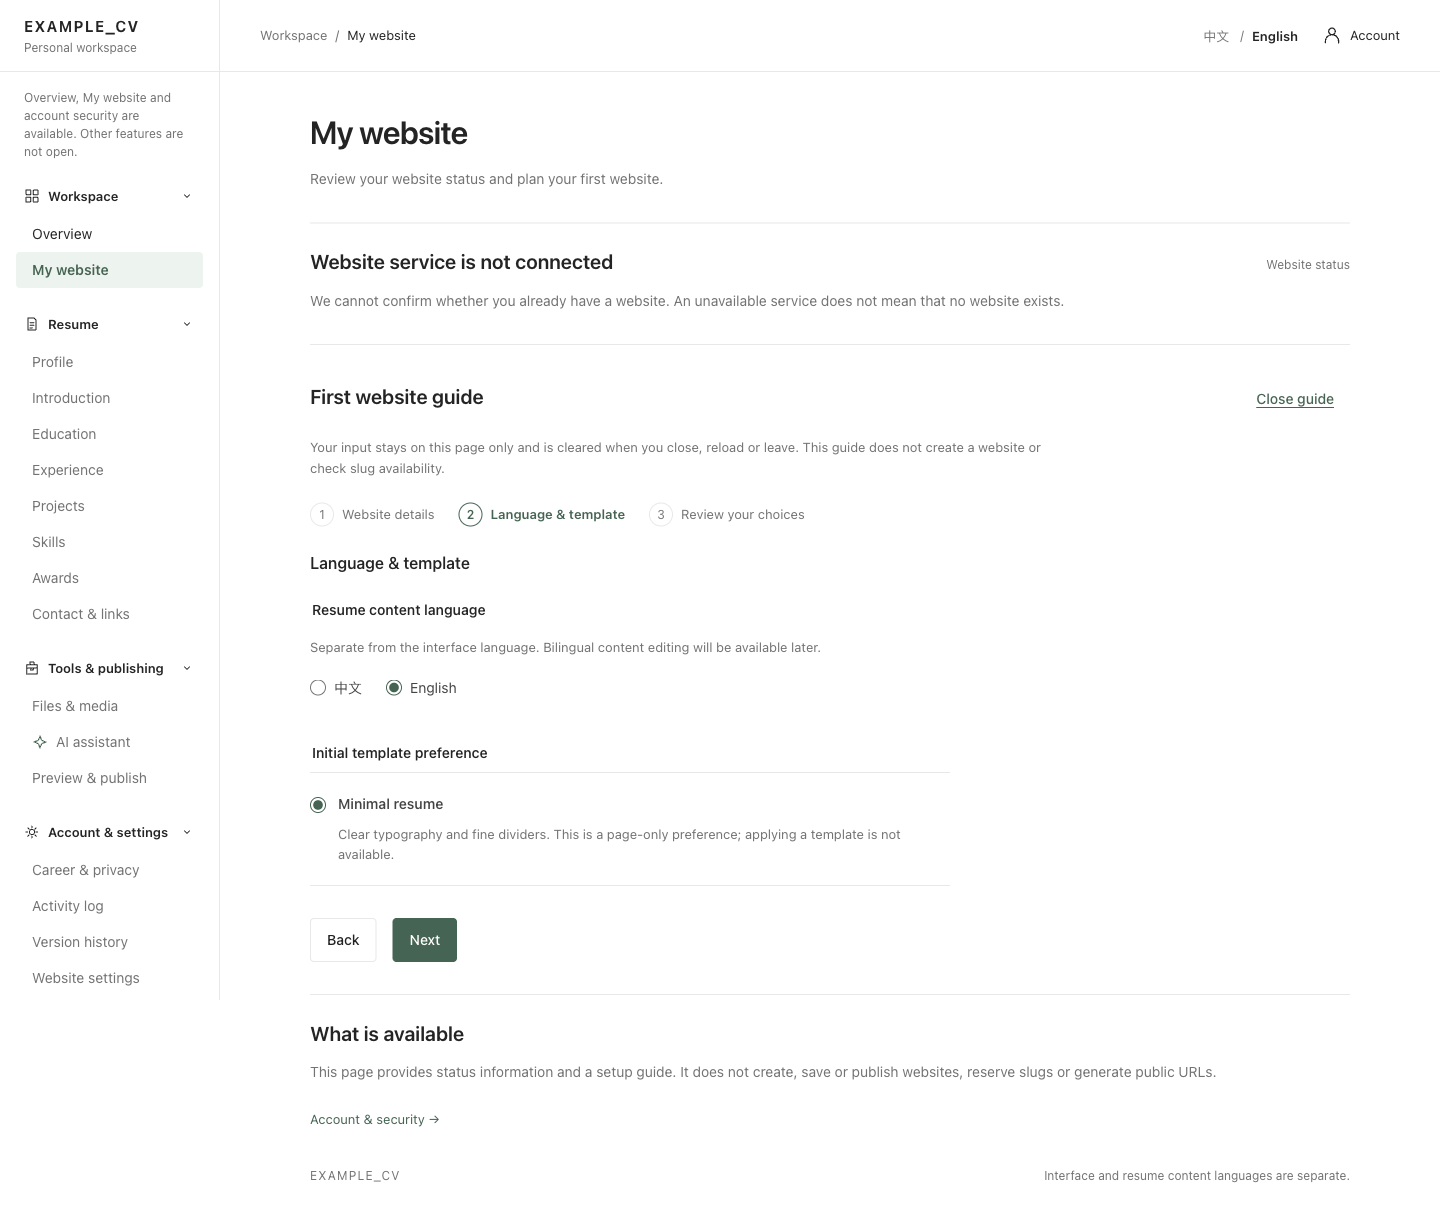 EXAMPLE_CV
Personal workspace
Workspace / My website
中文 / English
Account
Overview, My website and
account security are
available. Other features are
not open.
Workspace
Overview
My website
Resume
Profile
Introduction
Education
Experience
Projects
Skills
Awards
Contact & links
Tools & publishing
Files & media
AI assistant
Preview & publish
Account & settings
Career & privacy
Activity log
Version history
Website settings
My website
Review your website status and plan your first website.
Website service is not connected
Website status
We cannot confirm whether you already have a website. An unavailable service does not mean that no website exists.
First website guide
Close guide
Your input stays on this page only and is cleared when you close, reload or leave. This guide does not create a website or
check slug availability.
1 Website details 2 Language & template 3 Review your choices
Language & template
Resume content language
Separate from the interface language. Bilingual content editing will be available later.
中文 English
Initial template preference
Minimal resume
Clear typography and fine dividers. This is a page-only preference; applying a template is not
available.
Back Next
What is available
This page provides status information and a setup guide. It does not create, save or publish websites, reserve slugs or generate public URLs.
Account & security →
EXAMPLE_CV
Interface and resume content languages are separate.